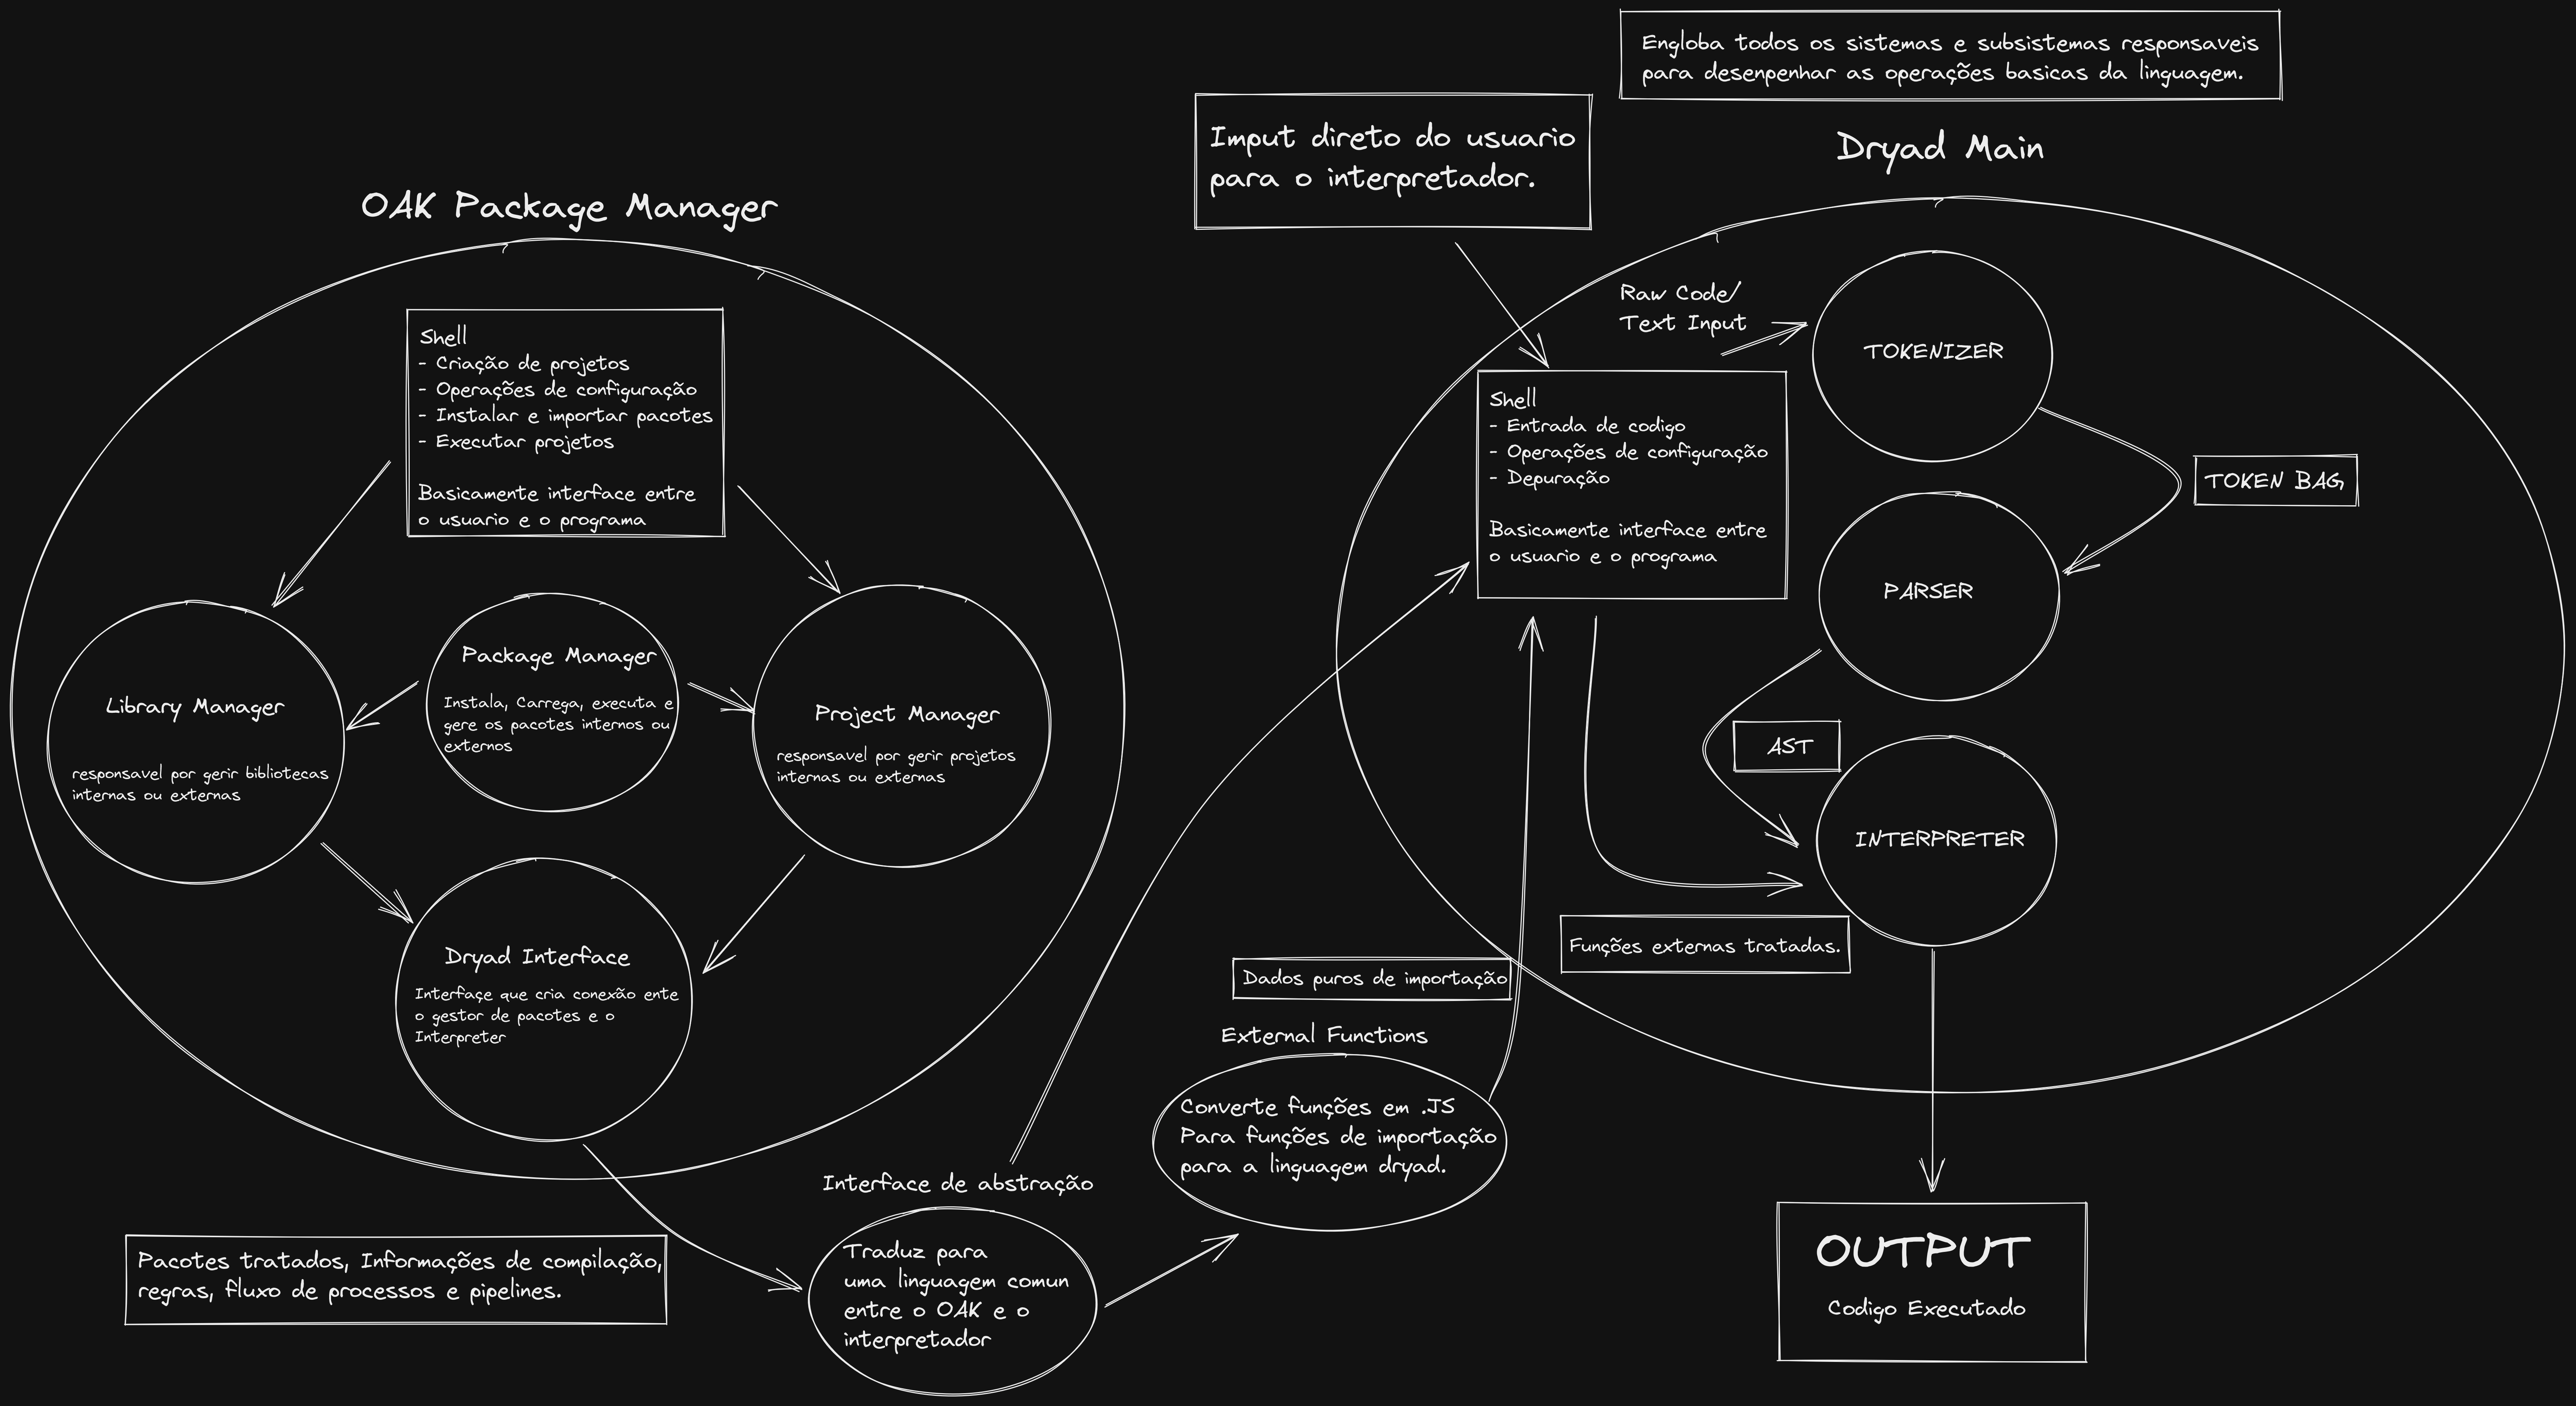 Engloba todos os sistemas e subsistemas responsaveis
para desenpenhar as operações basicas da linguagem.
Imput direto do usuario
para o interpretador.
Dryad Main
OAK Package Manager
Shell
- Criação de projetos
- Operações de configuração
- Instalar e importar pacotes
- Executar projetos
Basicamente interface entre
o usuario e o programa
Library Manager
responsavel por gerir bibliotecas
internas ou externas
Package Manager
Instala, Carrega, executa e
gere os pacotes internos ou
externos
Project Manager
responsavel por gerir projetos
internas ou externas
Dryad Interface
Interfaçe que cria conexão ente
o gestor de pacotes e o
Interpreter
Pacotes tratados, Informações de compilação,
regras, fluxo de processos e pipelines.
Interface de abstração
Traduz para
uma linguagem comun
entre o OAK e o
interpretador
External Functions
Converte funções em .JS
Para funções de importação
para a linguagem dryad.
Dados puros de importação
Raw Code/
Text Input
Shell
- Entrada de codigo
- Operações de configuração
- Depuração
Basicamente interface entre
o usuario e o programa
TOKENIZER
TOKEN BAG
PARSER
AST
INTERPRETER
Funções externas tratadas.
OUTPUT
Codigo Executado